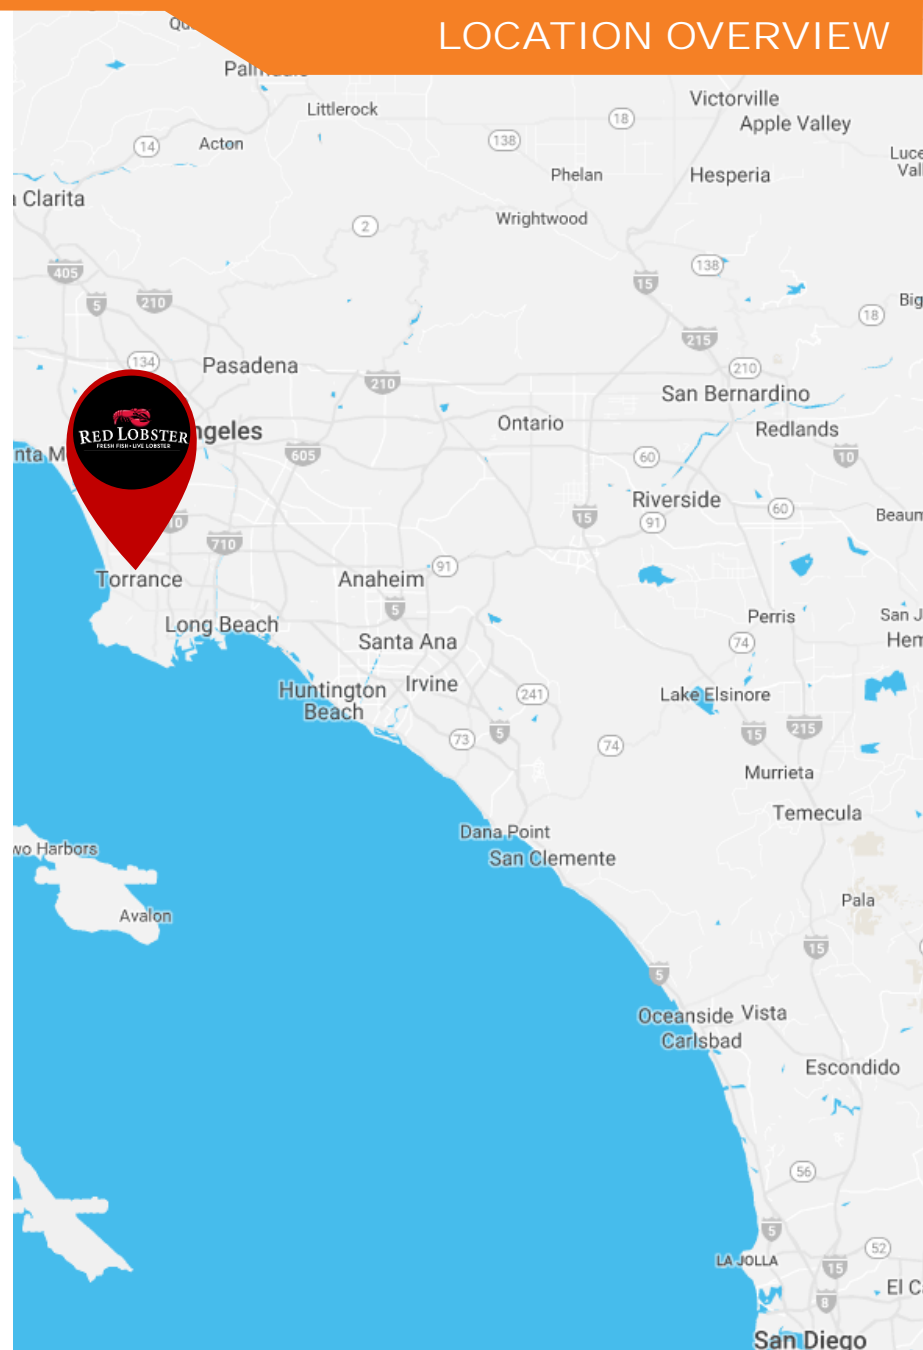 LOCATION OVERVIEW
Victorville
Littlerock
18
Apple Valley
138
14
Acton
Phelan
Hesperia
Clarita
Wrightwood
2
138
405
15
5
210
18
215
134
Pasadena
210
210
San Bernardino
RED LOBSTER
FRESH FISH • LIVE LOBSTER
Ontario
Redlands
605
60
10
Riverside
60
15
91
710
91
Torrance
Anaheim
5
Perris
Long Beach
Santa Ana
74
Irvine
Huntington
Beach
241
Lake Elsinore
5
73
74
15
215
Murrieta
Temecula
Dana Point
San Clemente
Harbors
Pala
Avalon
15
5
Oceanside
Vista
Carlsbad
Escondido
56
5
52
LA JOLLA
15
8
San Diego